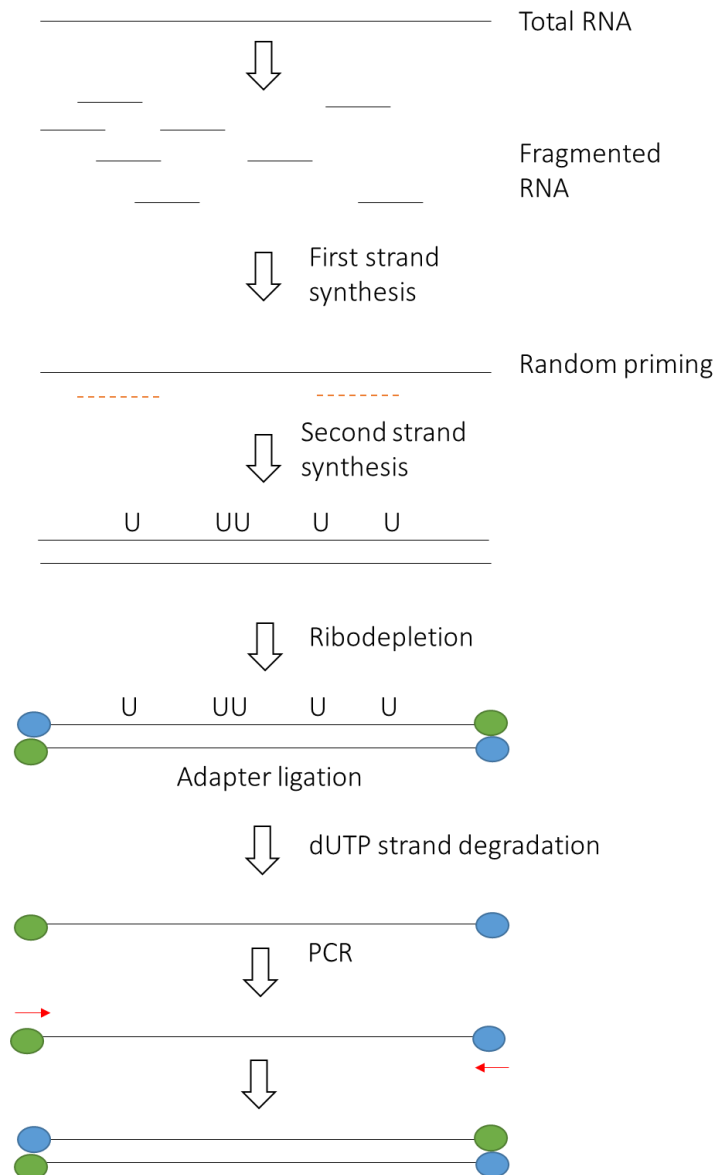 Total RNA
Fragmented
RNA
First strand
synthesis
Random priming
Second strand
synthesis
U UU U U
Ribodepletion
U UU U U
Adapter ligation
dUTP strand degradation
PCR